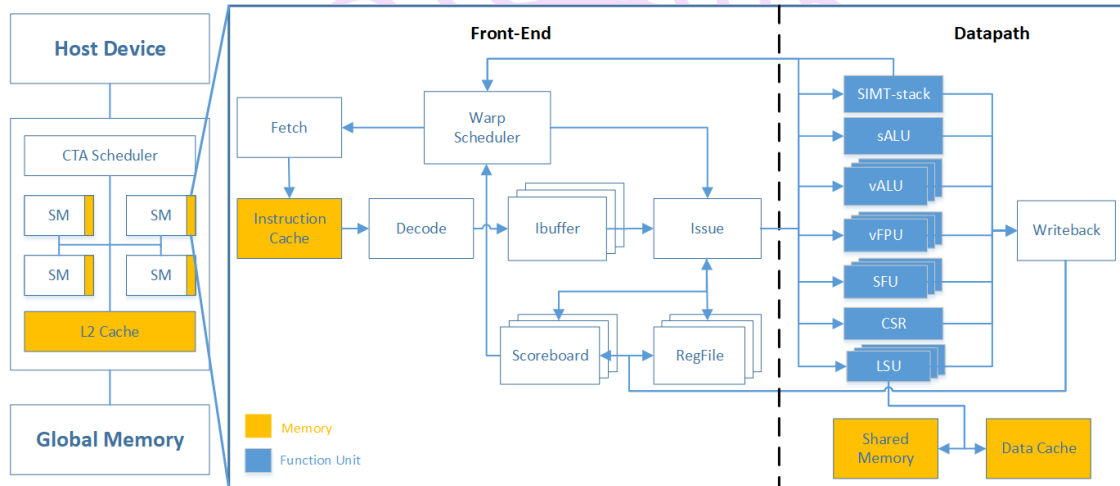 Host Device
CTA Scheduler
SM
SM
SM
SM
L2 Cache
Global Memory
Front-End
Fetch
Warp
Scheduler
Instruction
Cache
Decode
Ibuffer
Issue
Scoreboard
RegFile
Memory
Function Unit
Datapath
SIMT-stack
sALU
vALU
vFPU
SFU
CSR
LSU
Writeback
Shared
Memory
Data Cache